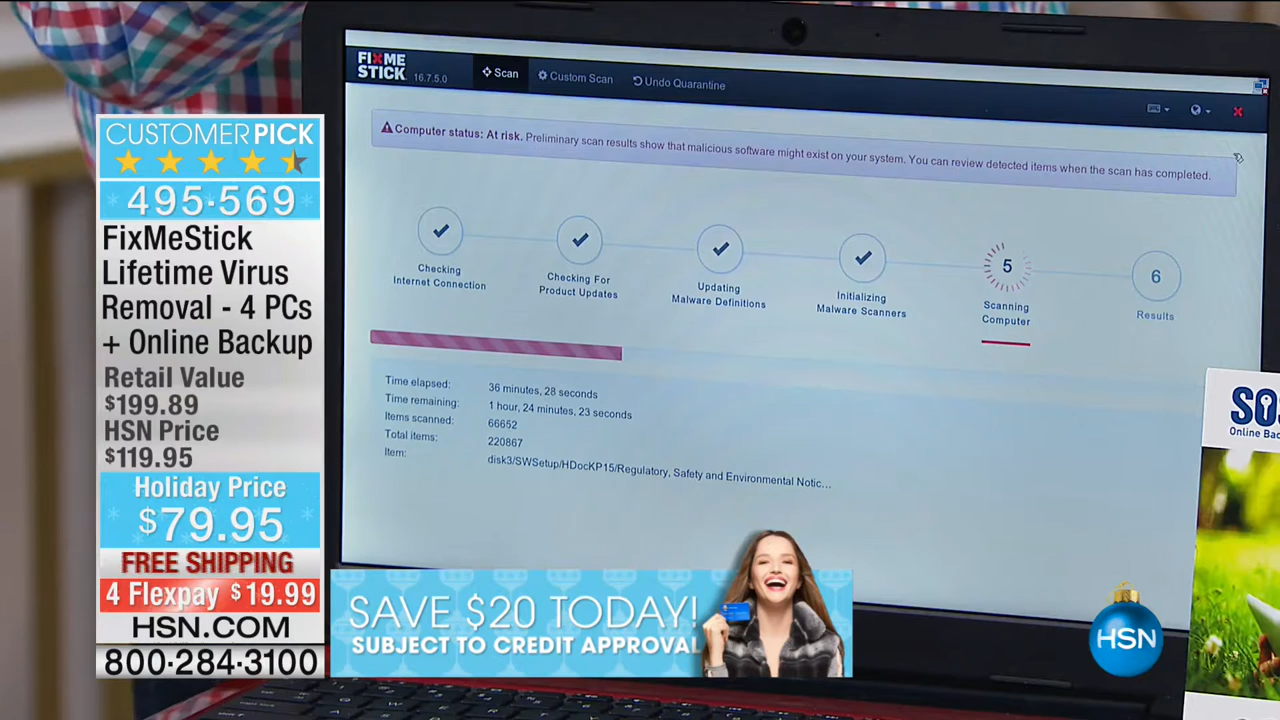 CUSTOMER PICK
495-569
FixMeStick
Lifetime Virus
Removal - 4 PCs
+ Online Backup
Retail Value
$199.89
HSN Price
$119.95
Holiday Price
$79.95
FREE SHIPPING
4 Flexpay $19.99
HSN.COM
800-284-3100
FIXME
STICK 16.7.5.0
Scan
Custom Scan
Undo Quarantine
Computer status: At risk. Preliminary scan results show that malicious software might exist on your system. You can review detected items when the scan has completed.
Checking
Internet Connection
Checking For
Product Updates
Updating
Malware Definitions
Initializing
Malware Scanners
5
Scanning
Computer
6
Results
Time elapsed: 36 minutes, 28 seconds
Time remaining: 1 hour, 24 minutes, 23 seconds
Items scanned: 66652
Total items: 220867
Item: disk3/SWSetup/HDocKP15/Regulatory, Safety and Environmental Notic...
SOS
Online Bac
SAVE $20 TODAY!
SUBJECT TO CREDIT APPROVAL
HSN